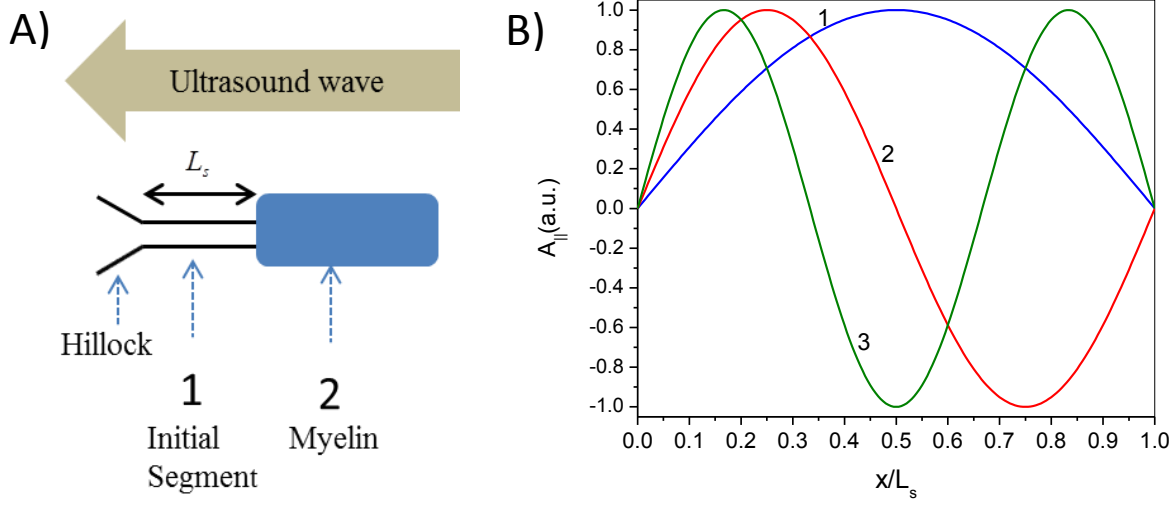 A)
Ultrasound wave
Ls
Hillock
1
Initial
Segment
2
Myelin
B)
A||(a.u.)
1.0
0.8
0.6
0.4
0.2
0.0
-0.2
-0.4
-0.6
-0.8
-1.0
1
2
3
0.0 0.1 0.2 0.3 0.4 0.5 0.6 0.7 0.8 0.9 1.0
x/Ls